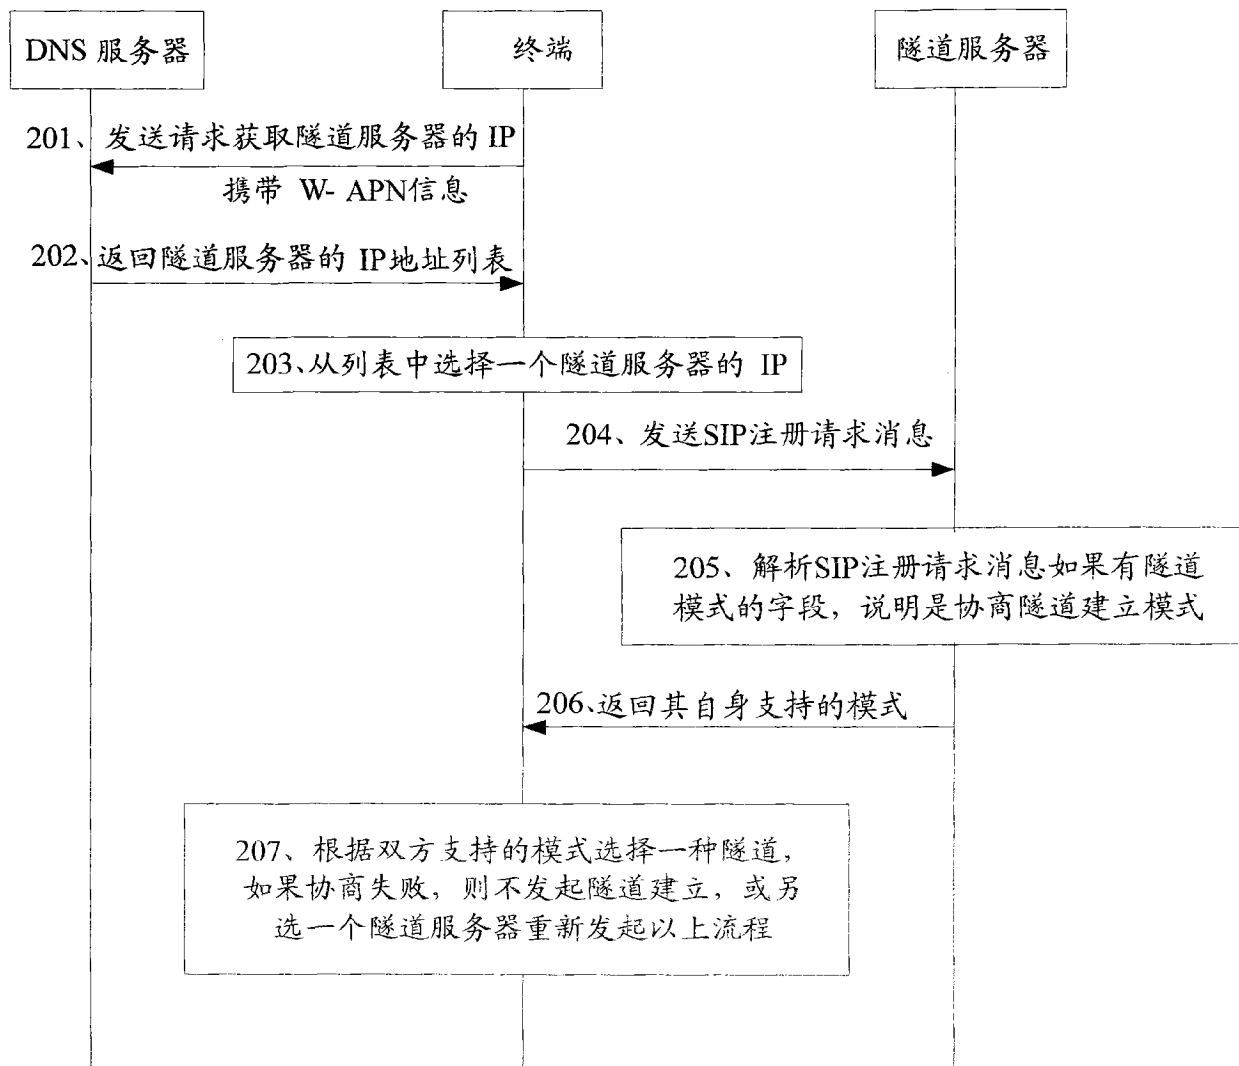 DNS 服务器
终端
隧道服务器
201、发送请求获取隧道服务器的 IP
携带 W- APN信息
202、返回隧道服务器的 IP地址列表
203、从列表中选择一个隧道服务器的 IP
204、发送SIP注册请求消息
205、解析SIP注册请求消息如果有隧道
模式的字段，说明是协商隧道建立模式
206、返回其自身支持的模式
207、根据双方支持的模式选择一种隧道，
如果协商失败，则不发起隧道建立，或另
选一个隧道服务器重新发起以上流程